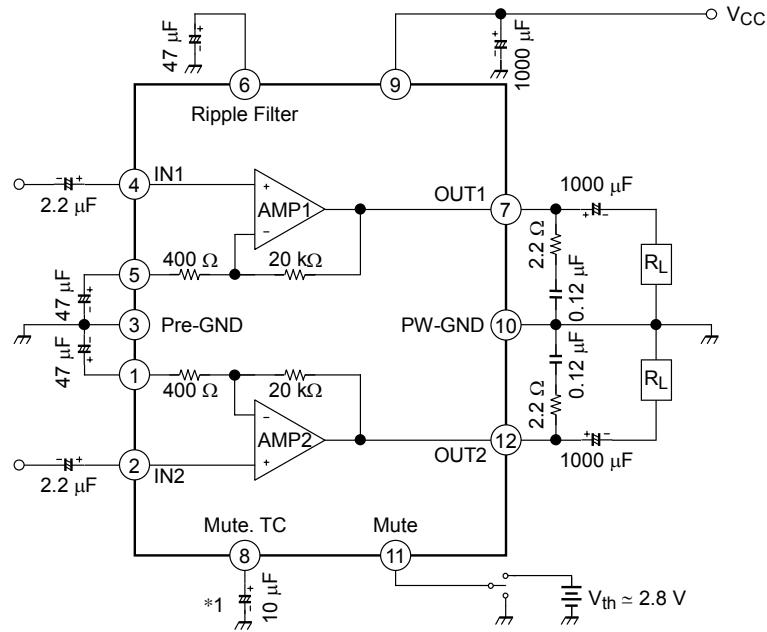 47 µF
1000 µF
V_CC
6
9
Ripple Filter
2.2 µF
4
IN1
AMP1
OUT1
7
1000 µF
2.2 Ω
0.12 µF
R_L
400 Ω
20 kΩ
5
47 µF
3
Pre-GND
PW-GND
10
47 µF
1
400 Ω
20 kΩ
0.12 µF
2.2 Ω
R_L
AMP2
OUT2
12
1000 µF
2.2 µF
2
IN2
Mute. TC
Mute
8
11
*1
10 µF
V_th ≃ 2.8 V